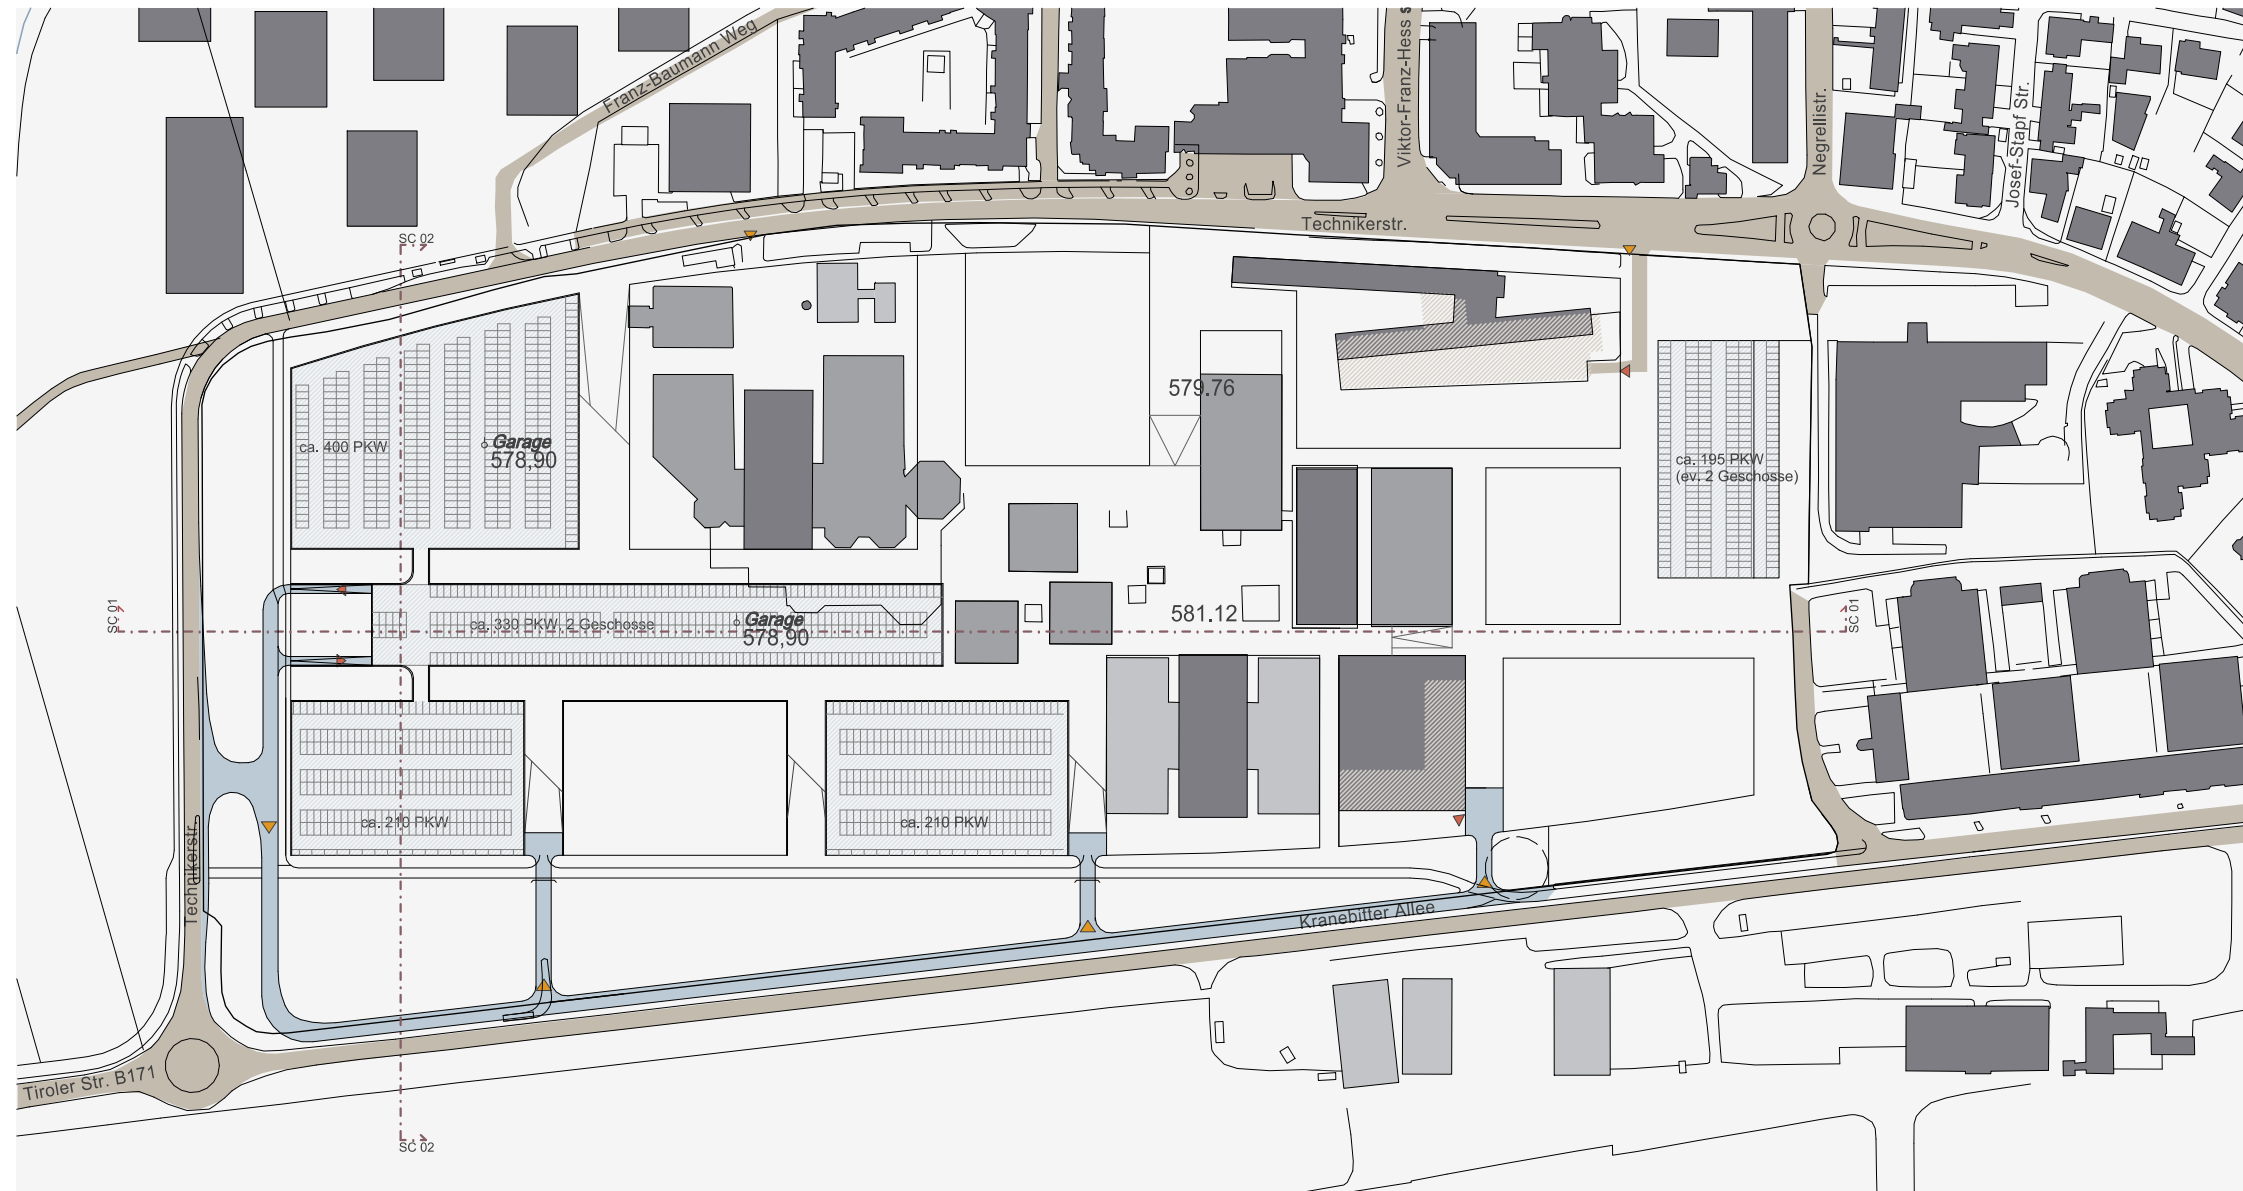 Franz-Baumann Weg
Viktor-Franz-Hess s
Negrellistr.
Josef-Stapf Str.
Technikerstr.
SC 02
579.76
ca. 400 PKW
Garage
578,90
ca. 195 PKW
(ev. 2 Geschosse)
SC 01
ca. 330 PKW, 2 Geschosse
Garage
578,90
581.12
SC 01
ca. 210 PKW
ca. 210 PKW
Technikerstr.
Kranebitter Allee
Tiroler Str. B171
SC 02